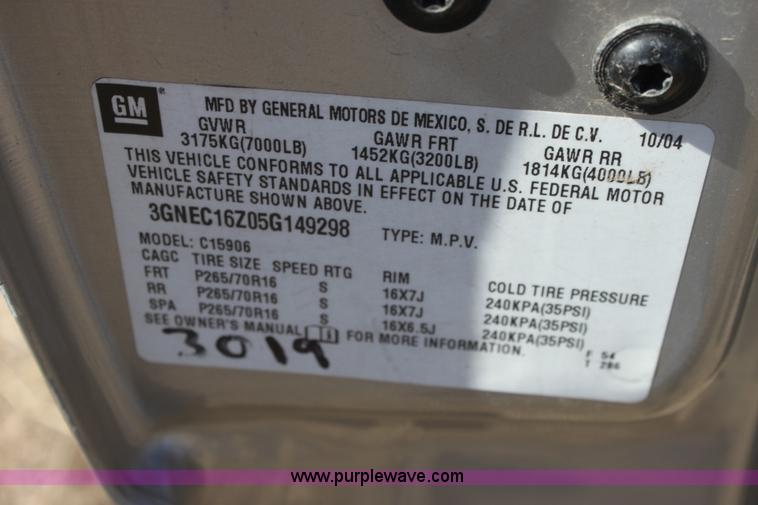 GM
MFD BY GENERAL MOTORS DE MEXICO, S. DE R.L. DE C.V. 10/04
GVWR GAWR FRT GAWR RR
3175KG(7000LB) 1452KG(3200LB) 1814KG(4000LB)
THIS VEHICLE CONFORMS TO ALL APPLICABLE U.S. FEDERAL MOTOR
VEHICLE SAFETY STANDARDS IN EFFECT ON THE DATE OF
MANUFACTURE SHOWN ABOVE.
3GNEC16Z05G149298 TYPE: M.P.V.
MODEL: C15906
CAGC TIRE SIZE SPEED RTG RIM COLD TIRE PRESSURE
FRT P265/70R16 S 16X7J 240KPA(35PSI)
RR P265/70R16 S 16X7J 240KPA(35PSI)
SPA P265/70R16 S 16X6.5J 240KPA(35PSI)
SEE OWNER'S MANUAL FOR MORE INFORMATION.
F 54
T 286
3019
www.purplewave.com